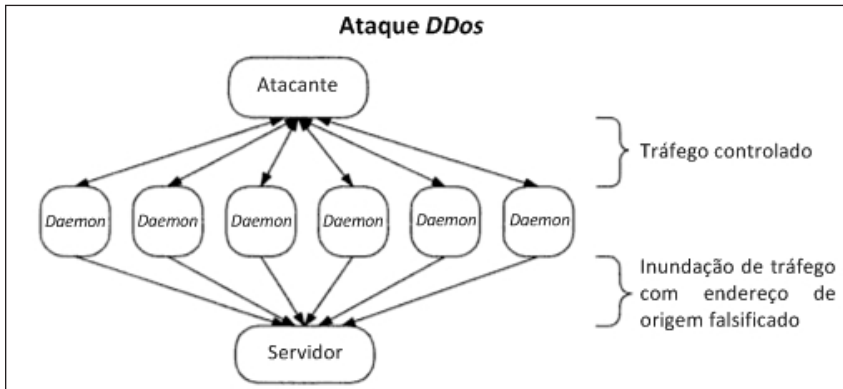 Ataque DDos
Atacante
Tráfego controlado
Daemon Daemon Daemon Daemon Daemon Daemon
Inundação de tráfego
com endereço de
origem falsificado
Servidor